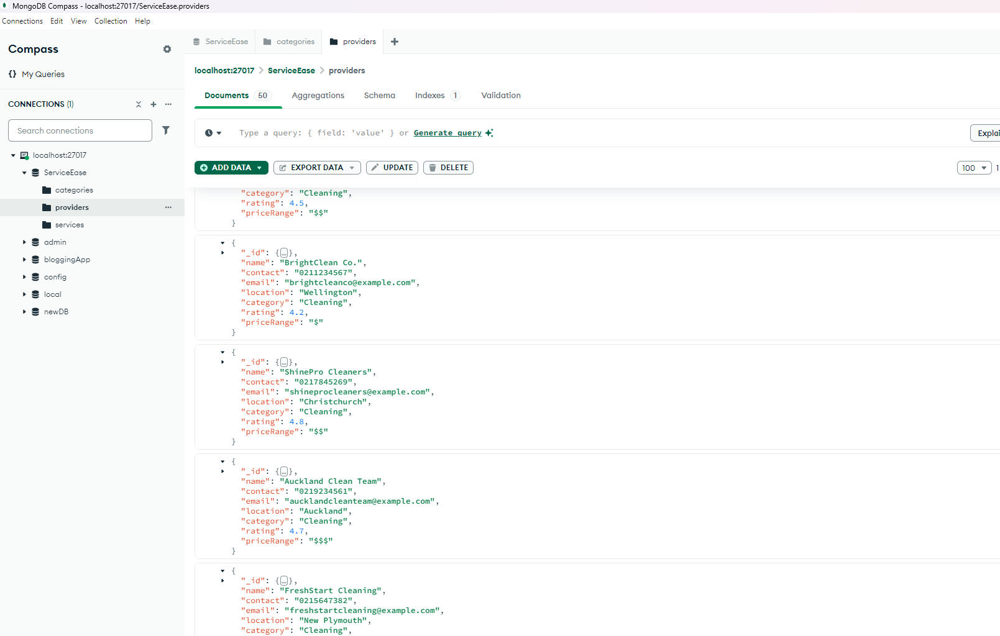 MongoDB Compass - localhost:27017/ServiceEase.providers
Connections Edit View Collection Help
Compass
{} My Queries
CONNECTIONS (1)
Search connections
localhost:27017
ServiceEase
categories
providers
services
admin
bloggingApp
config
local
newDB
ServiceEase categories providers
localhost:27017 > ServiceEase > providers
Documents 50 Aggregations Schema Indexes 1 Validation
Type a query: { field: 'value' } or Generate query
Explai
ADD DATA EXPORT DATA UPDATE DELETE
100 1
"category": "Cleaning",
"rating": 4.5,
"priceRange": "$$"
}
{
"_id": {…},
"name": "BrightClean Co.",
"contact": "0211234567",
"email": "brightcleanco@example.com",
"location": "Wellington",
"category": "Cleaning",
"rating": 4.2,
"priceRange": "$"
}
{
"_id": {…},
"name": "ShinePro Cleaners",
"contact": "0217845269",
"email": "shineprocleaners@example.com",
"location": "Christchurch",
"category": "Cleaning",
"rating": 4.8,
"priceRange": "$$"
}
{
"_id": {…},
"name": "Auckland Clean Team",
"contact": "0219234561",
"email": "aucklandcleanteam@example.com",
"location": "Auckland",
"category": "Cleaning",
"rating": 4.7,
"priceRange": "$$$"
}
{
"_id": {…},
"name": "FreshStart Cleaning",
"contact": "0215647382",
"email": "freshstartcleaning@example.com",
"location": "New Plymouth",
"category": "Cleaning",